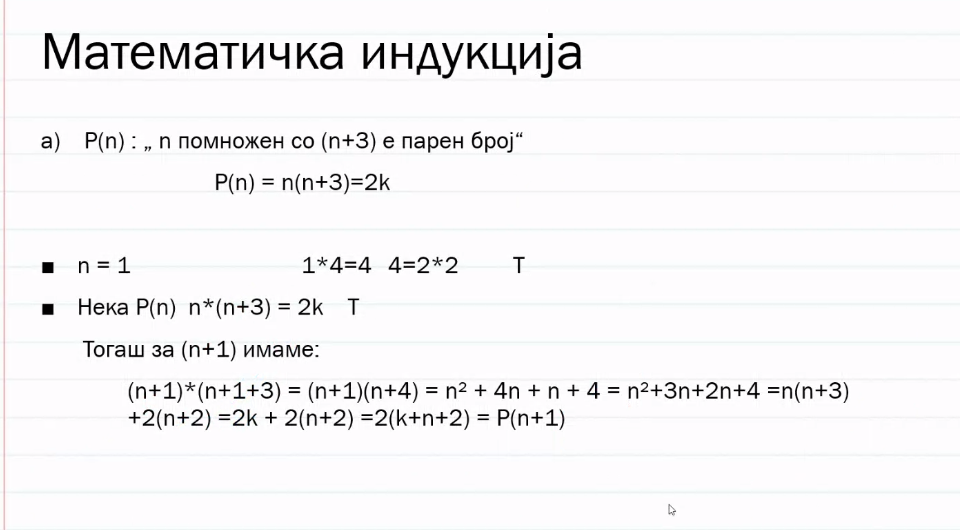 Математичка индукција
а) P(n) : „ n помножен со (n+3) е парен број“
P(n) = n(n+3)=2k
▪ n = 1 1*4=4 4=2*2 T
▪ Нека P(n) n*(n+3) = 2k T
Тогаш за (n+1) имаме:
(n+1)*(n+1+3) = (n+1)(n+4) = n² + 4n + n + 4 = n²+3n+2n+4 =n(n+3)
+2(n+2) =2k + 2(n+2) =2(k+n+2) = P(n+1)